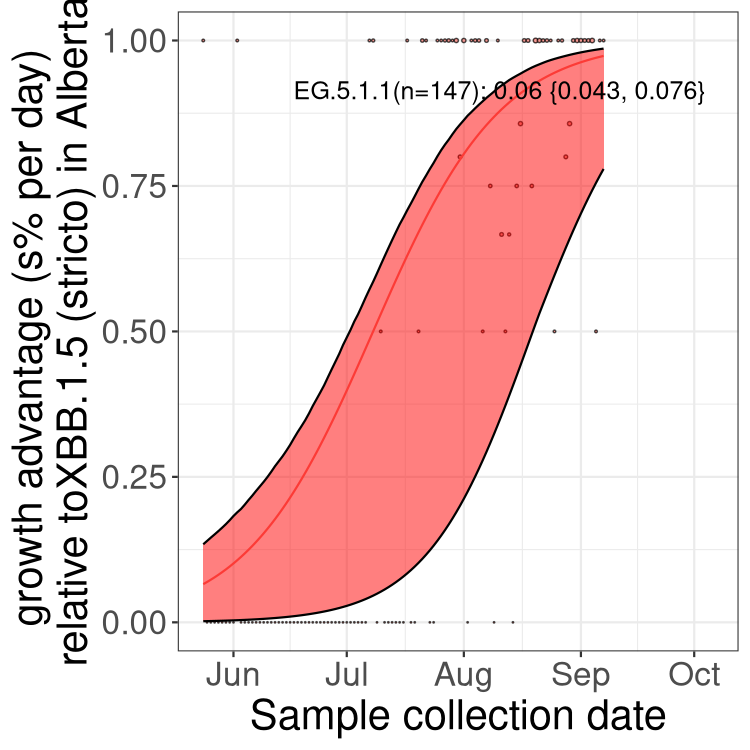 growth advantage (s% per day)
relative toXBB.1.5 (stricto) in Alberta
1.00
0.75
0.50
0.25
0.00
EG.5.1.1(n=147): 0.06 {0.043, 0.076}
Jun Jul Aug Sep Oct
Sample collection date